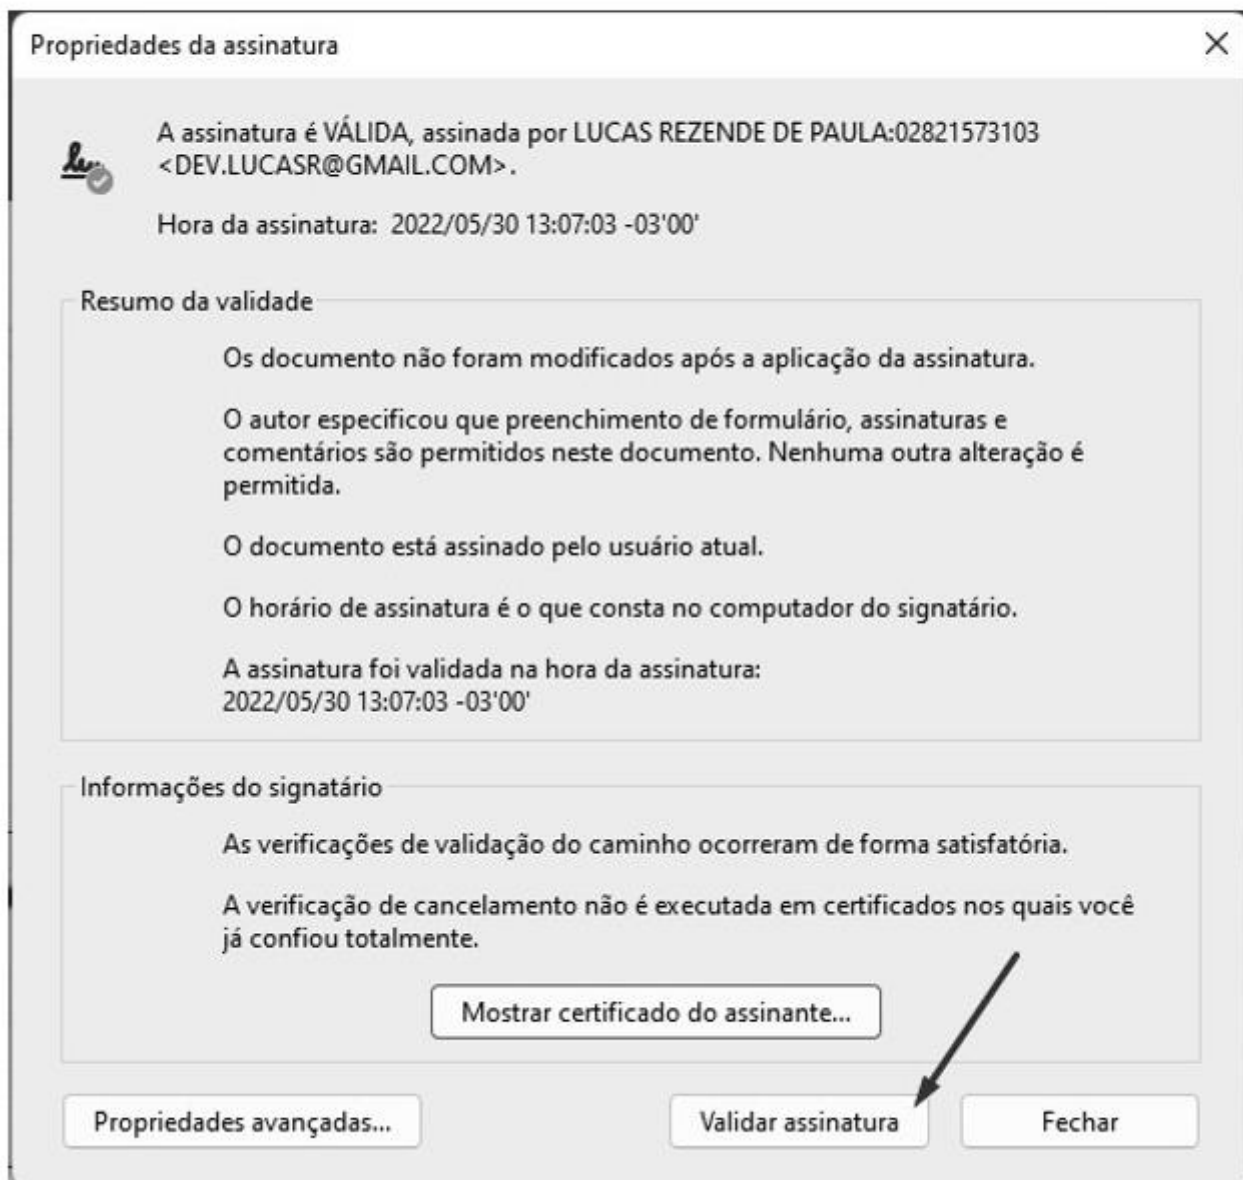 Propriedades da assinatura
A assinatura é VÁLIDA, assinada por LUCAS REZENDE DE PAULA:02821573103
<DEV.LUCASR@GMAIL.COM>.
Hora da assinatura: 2022/05/30 13:07:03 -03'00'
Resumo da validade
Os documento não foram modificados após a aplicação da assinatura.
O autor especificou que preenchimento de formulário, assinaturas e
comentários são permitidos neste documento. Nenhuma outra alteração é
permitida.
O documento está assinado pelo usuário atual.
O horário de assinatura é o que consta no computador do signatário.
A assinatura foi validada na hora da assinatura:
2022/05/30 13:07:03 -03'00'
Informações do signatário
As verificações de validação do caminho ocorreram de forma satisfatória.
A verificação de cancelamento não é executada em certificados nos quais você
já confiou totalmente.
Mostrar certificado do assinante...
Propriedades avançadas...
Validar assinatura
Fechar